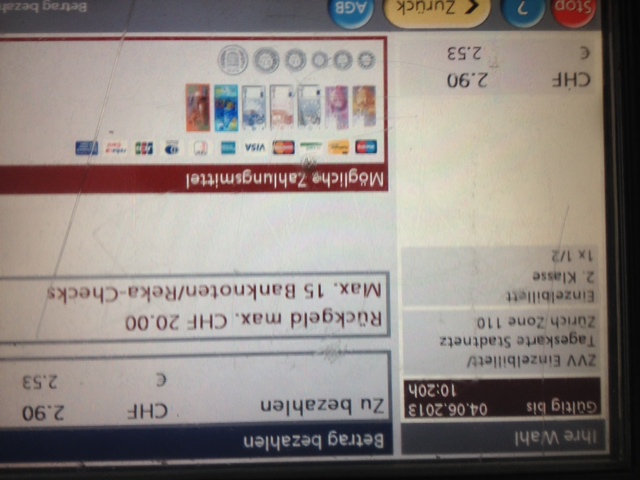 Ihre Wahl
Gültig bis 04.06.2013
10:20h
ZVV Einzelbillett/
Tageskarte Stadtnetz
Zürich Zone 110
Einzelbillett
2. Klasse
1x 1/2
CHF 2.90
€ 2.53
Betrag bezahlen
Zu bezahlen CHF 2.90
€ 2.53
Rückgeld max. CHF 20.00
Max. 15 Banknoten/Reka-Checks
Mögliche Zahlungsmittel
VISA
Stop
?
Zurück
AGB
Betrag bezah